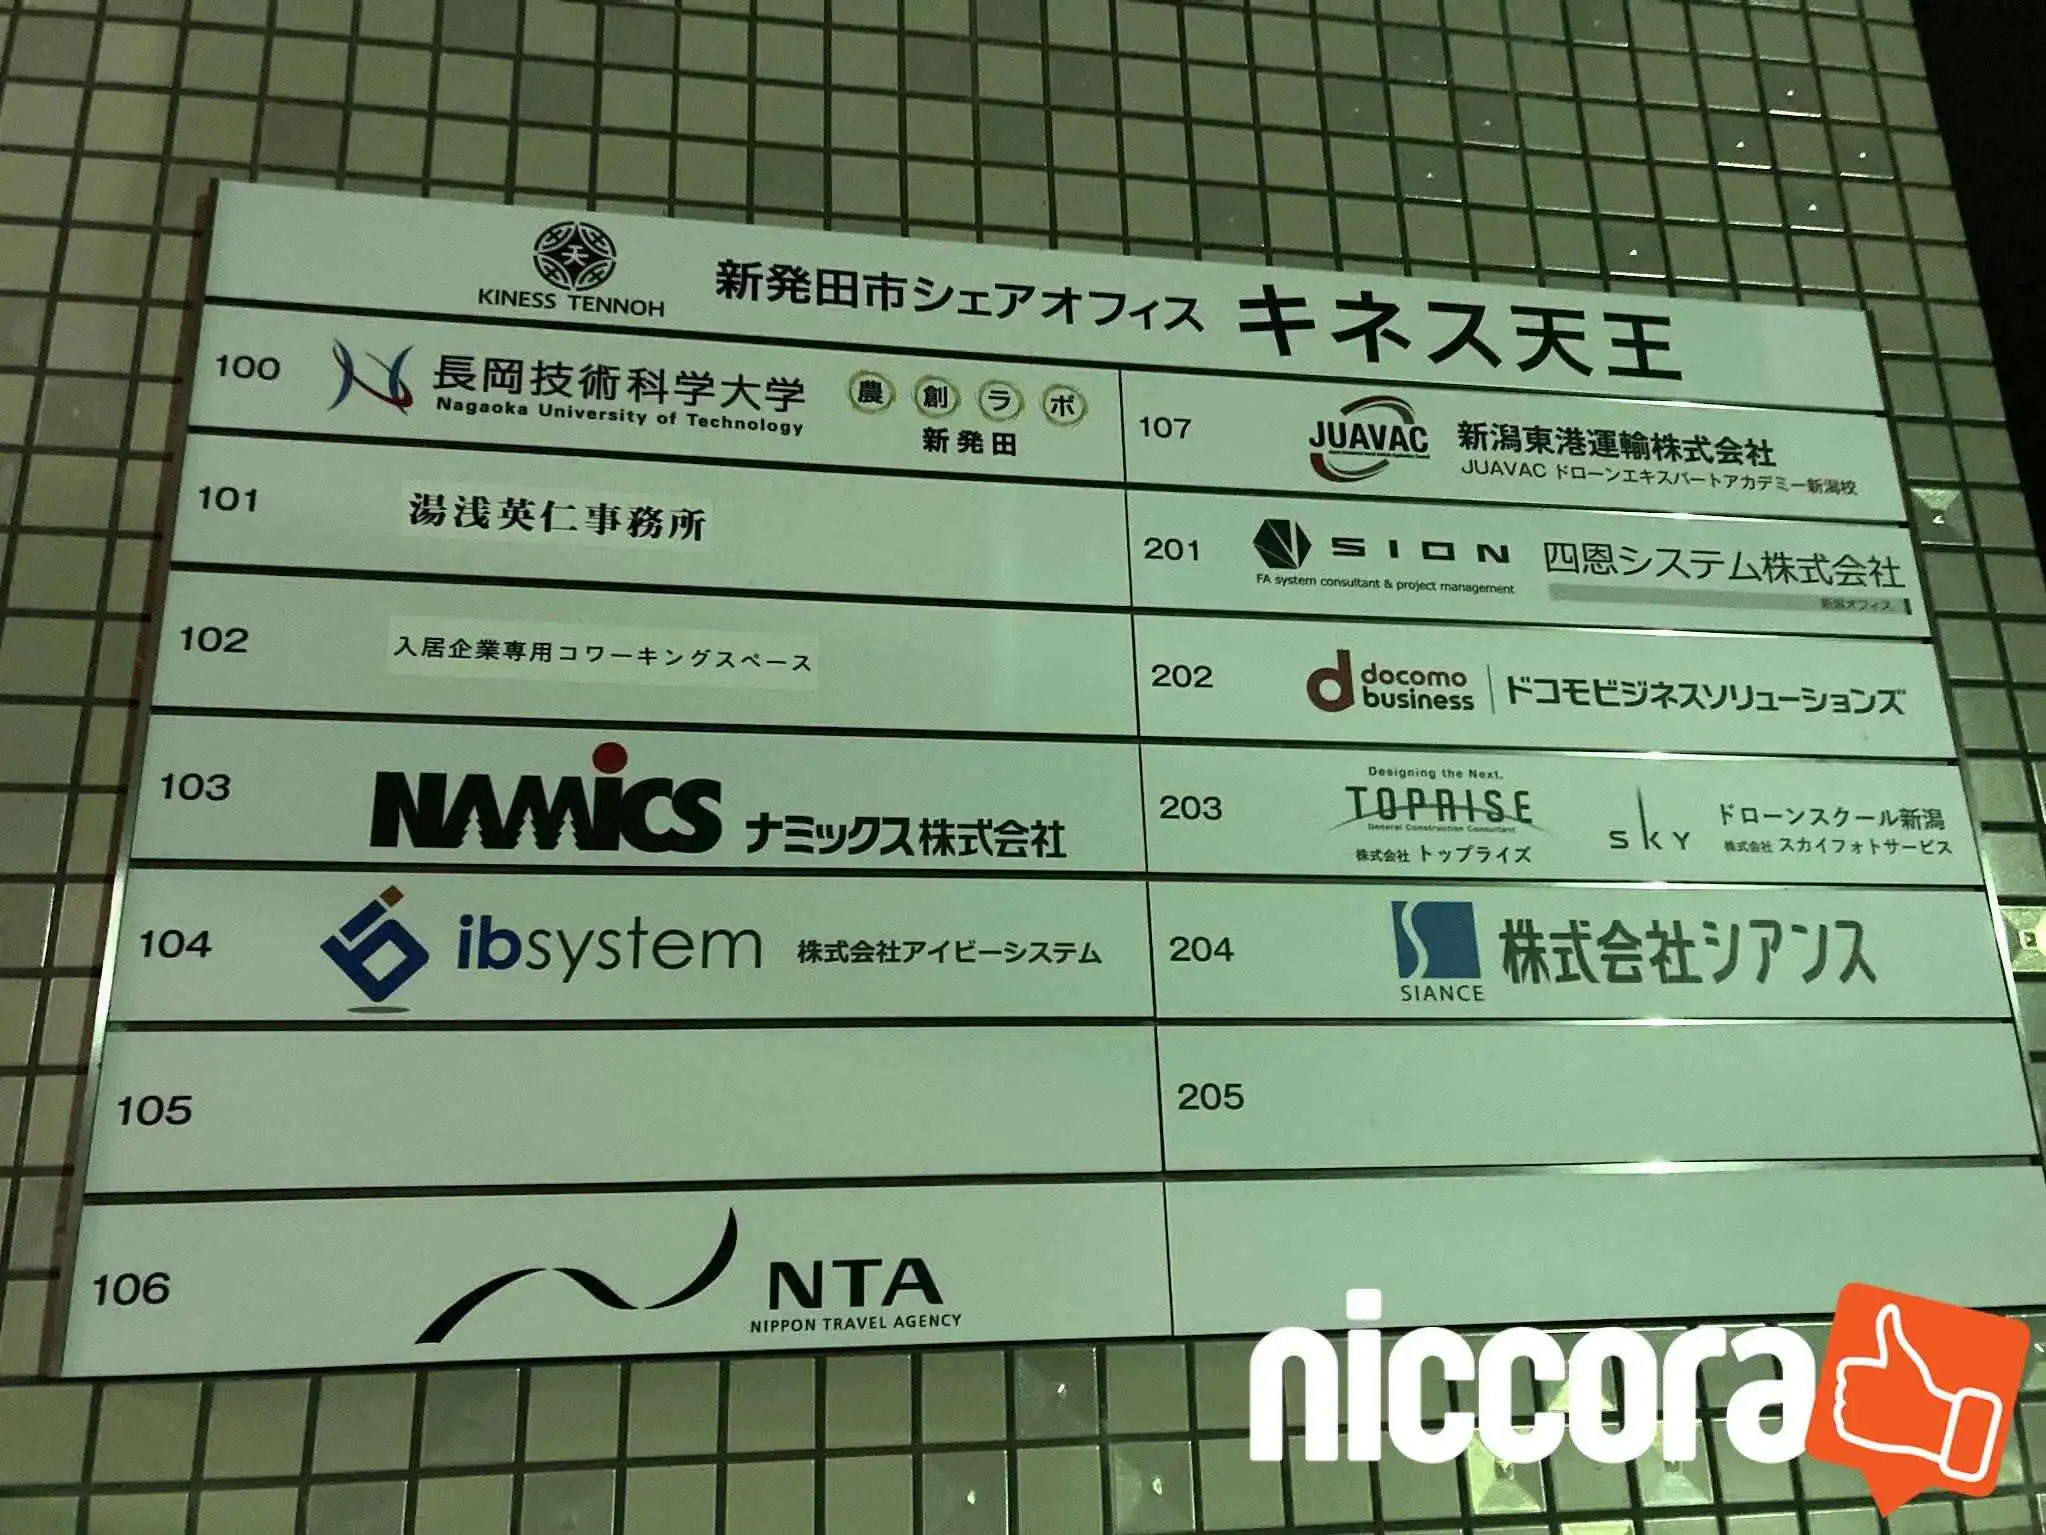 天
KINESS TENNOH
新発田市シェアオフィス キネス天王
100
長岡技術科学大学
Nagaoka University of Technology
農創ラボ
新発田
101
湯浅英仁事務所
102
入居企業専用コワーキングスペース
103
NAMICS ナミックス株式会社
104
ibsystem 株式会社アイビーシステム
105
106
NTA
NIPPON TRAVEL AGENCY
107
JUAVAC
新潟東港運輸株式会社
JUAVAC ドローンエキスパートアカデミー新潟校
201
SION
FA system consultant & project management
四恩システム株式会社
新潟オフィス
202
docomo
business
ドコモビジネスソリューションズ
203
Designing the Next.
TOPRISE
General Construction Consultant
株式会社 トップライズ
sky
ドローンスクール新潟
株式会社 スカイフォトサービス
204
SIANCE
株式会社シアンス
205
niccora